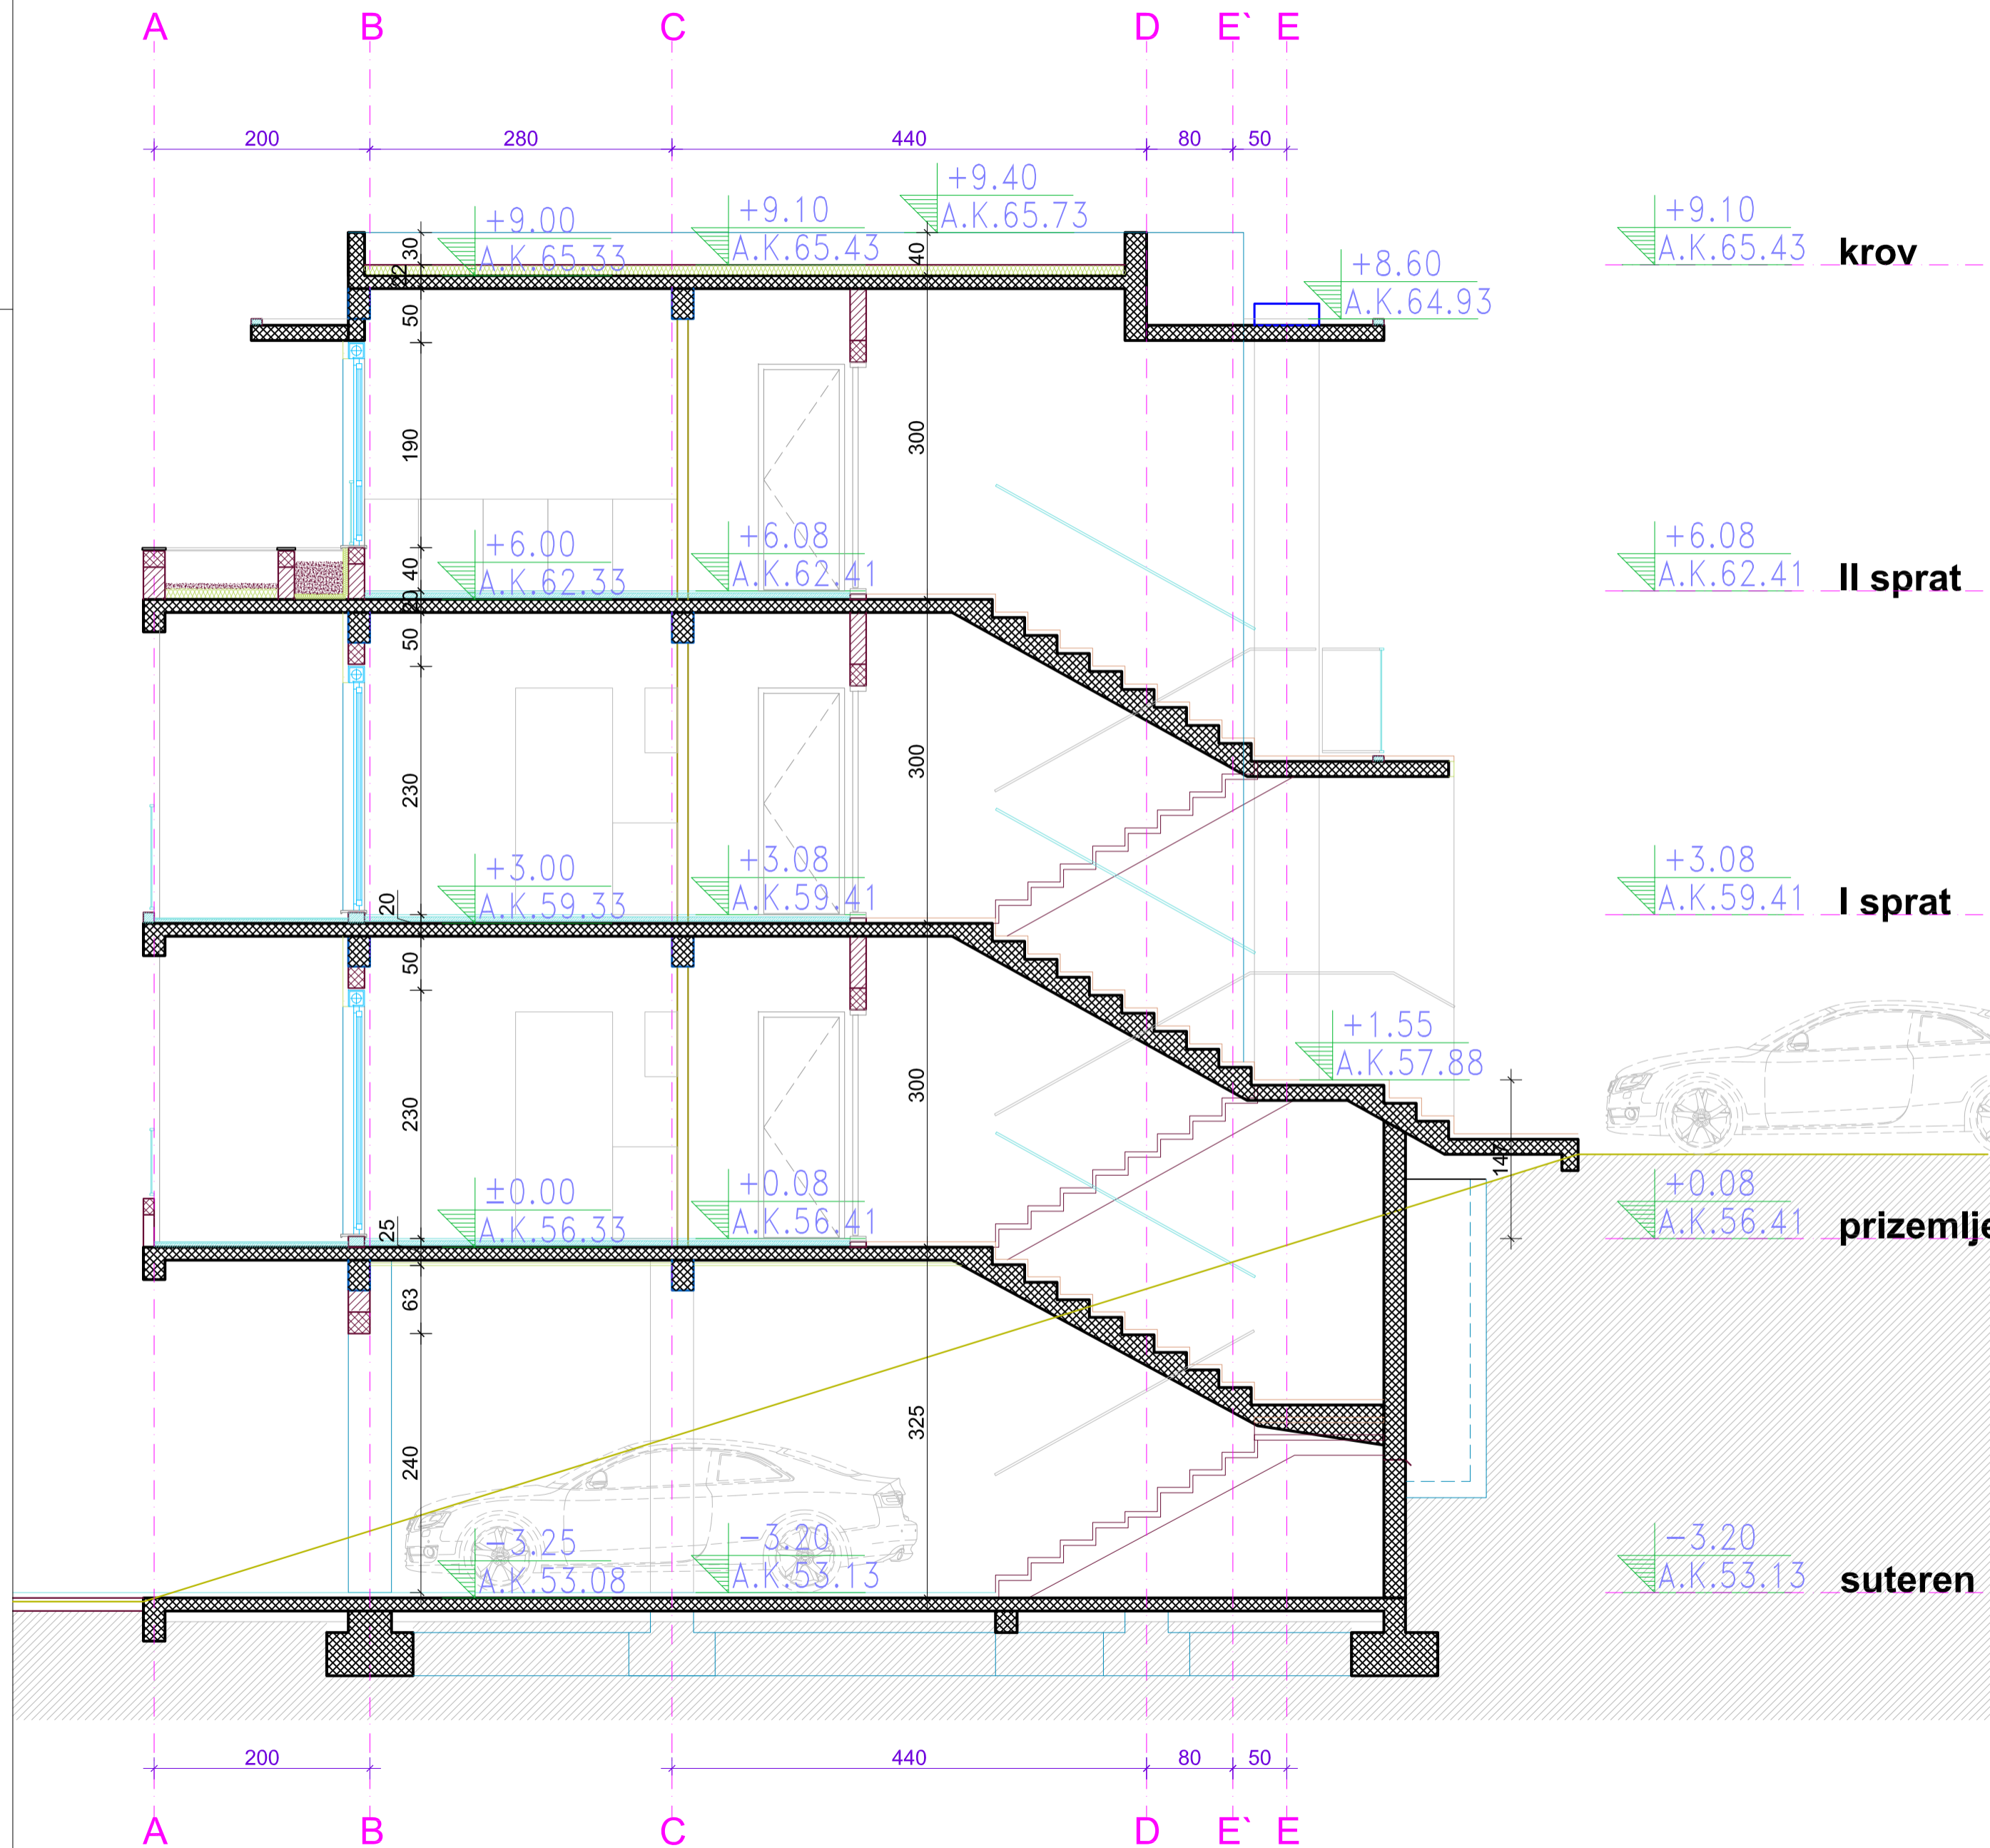 A B C D E` E
200 280 440 80 50
+9.40
A.K.65.73
+9.00
A.K.65.33
+9.10
A.K.65.43
+9.10
A.K.65.43
krov
30
22
40
+8.60
A.K.64.93
50
190
300
+6.00
A.K.62.33
+6.08
A.K.62.41
+6.08
A.K.62.41
II sprat
40
20
50
230
300
+3.00
A.K.59.33
+3.08
A.K.59.41
+3.08
A.K.59.41
I sprat
20
50
+1.55
A.K.57.88
230
300
147
±0.00
A.K.56.33
+0.08
A.K.56.41
+0.08
A.K.56.41
prizemlje
25
63
325
240
−3.25
A.K.53.08
−3.20
A.K.53.13
−3.20
A.K.53.13
suteren
200 440 80 50
A B C D E` E